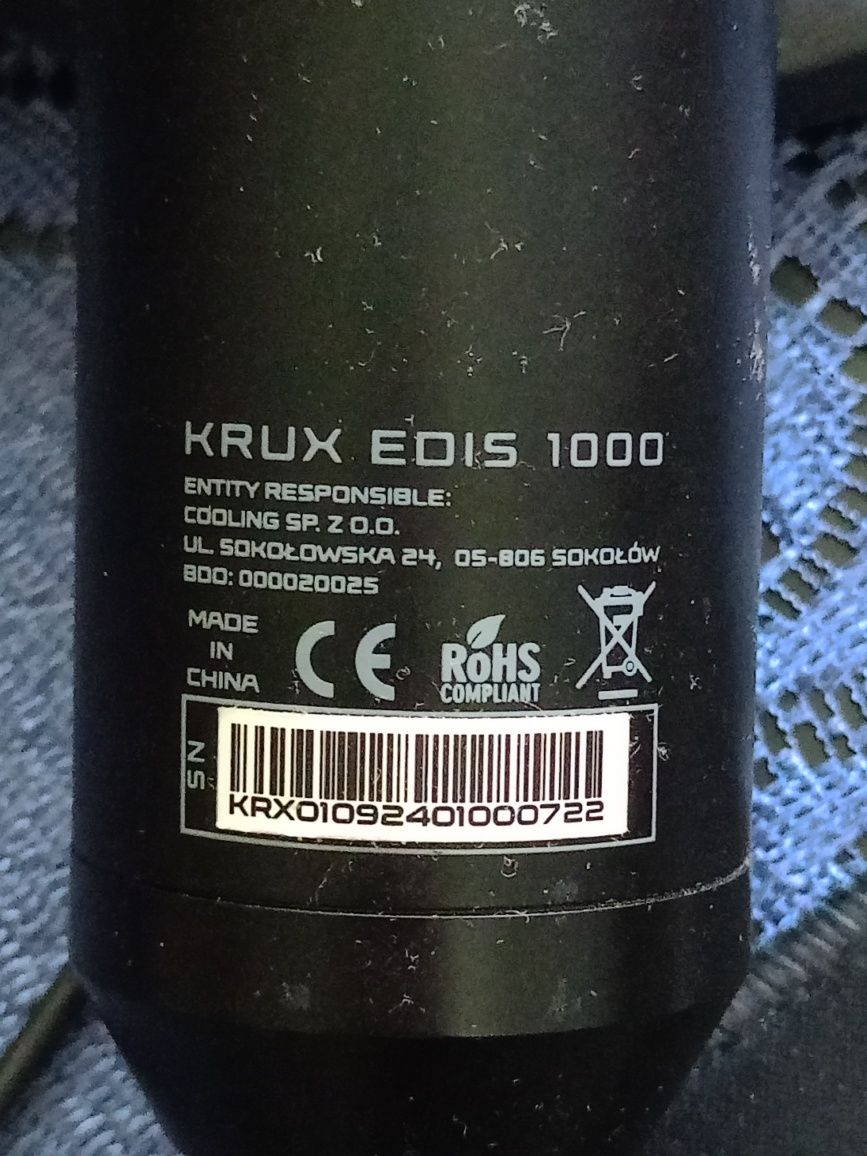 KRUX EDIS 1000
ENTITY RESPONSIBLE:
COOLING SP. Z O.O.
UL. SOKOŁOWSKA 24, 05-806 SOKOŁÓW
BDO: 000020025
MADE
IN
CHINA
CE
RoHS
COMPLIANT
SN
KRX01092401000722